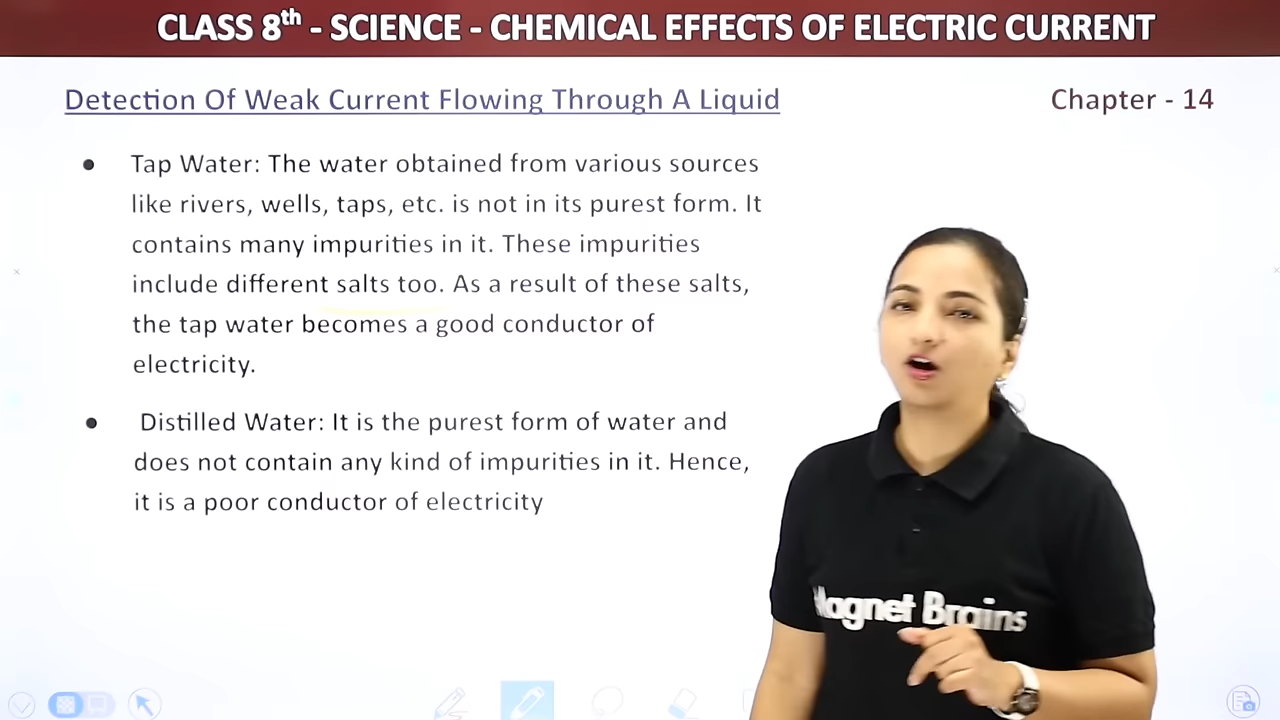 CLASS 8th - SCIENCE - CHEMICAL EFFECTS OF ELECTRIC CURRENT
Detection Of Weak Current Flowing Through A Liquid
Chapter - 14
● Tap Water: The water obtained from various sources
like rivers, wells, taps, etc. is not in its purest form. It
contains many impurities in it. These impurities
include different salts too. As a result of these salts,
the tap water becomes a good conductor of
electricity.
● Distilled Water: It is the purest form of water and
does not contain any kind of impurities in it. Hence,
it is a poor conductor of electricity
Magnet Brains